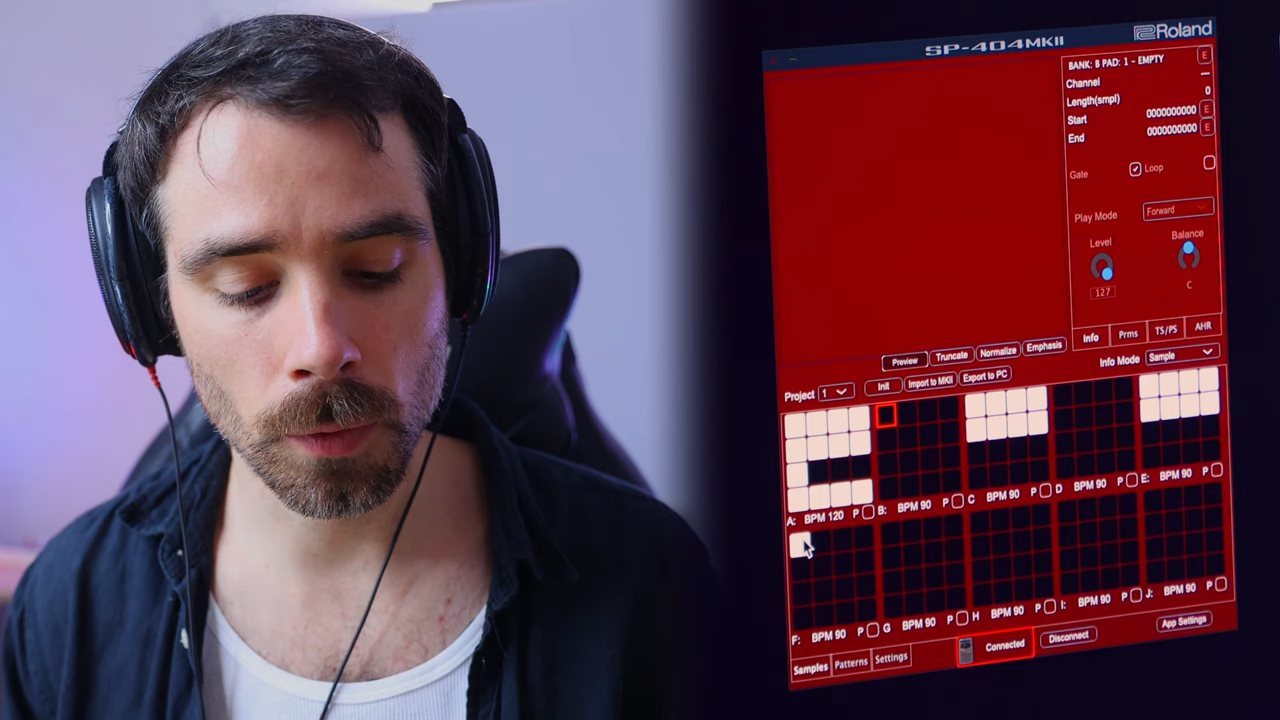 SP-404MKII
Roland
BANK: B PAD: 1 - EMPTY
E
Channel
Length(smpl)
0
Start
0000000000 E
End
0000000000 E
Gate
Loop
Play Mode
Forward
Level
Balance
127
C
Info
Prms
TS/PS
AHR
Preview
Truncate
Normalize
Emphasis
Info Mode
Sample
Project
1
Init
Import to MKII
Export to PC
A: BPM 120 P
B: BPM 90 P
C BPM 90 P
D BPM 90 P
E: BPM 90 P
F: BPM 90 P
G BPM 90 P
H BPM 90 P
I: BPM 90 P
J: BPM 90 P
Samples
Patterns
Settings
Connected
Disconnect
App Settings